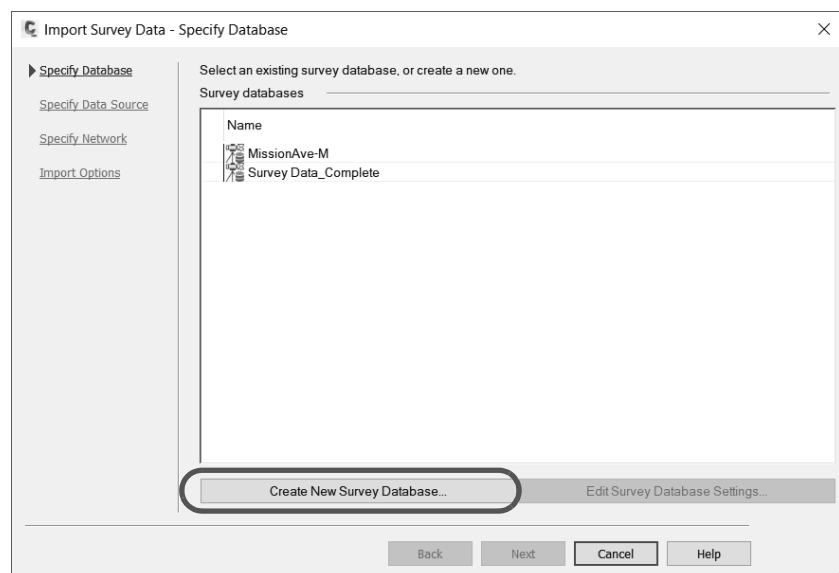 Import Survey Data - Specify Database
Specify Database
Specify Data Source
Specify Network
Import Options
Select an existing survey database, or create a new one.
Survey databases
Name
MissionAve-M
Survey Data_Complete
Create New Survey Database...
Edit Survey Database Settings...
Back
Next
Cancel
Help